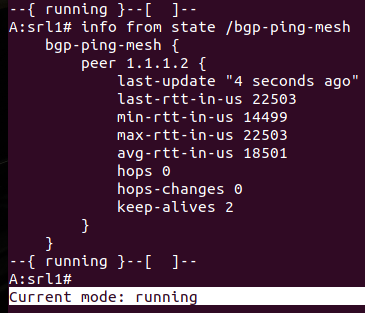 --{ running }--[  ]--
A:srl1# info from state /bgp-ping-mesh
    bgp-ping-mesh {
        peer 1.1.1.2 {
            last-update "4 seconds ago"
            last-rtt-in-us 22503
            min-rtt-in-us 14499
            max-rtt-in-us 22503
            avg-rtt-in-us 18501
            hops 0
            hops-changes 0
            keep-alives 2
        }
    }
--{ running }--[  ]--
A:srl1#
Current mode: running